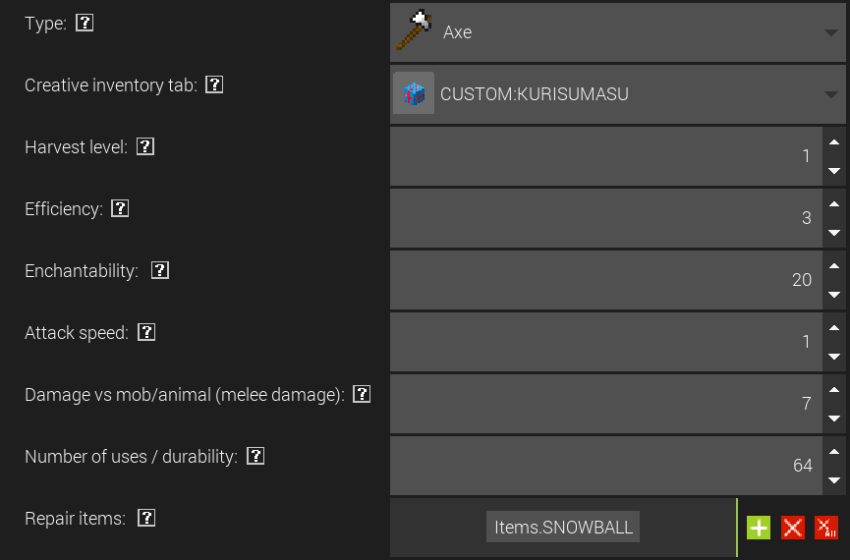 Type: ?
Axe
Creative inventory tab: ?
CUSTOM:KURISUMASU
Harvest level: ?
1
Efficiency: ?
3
Enchantability: ?
20
Attack speed: ?
1
Damage vs mob/animal (melee damage): ?
7
Number of uses / durability: ?
64
Repair items: ?
Items.SNOWBALL
All